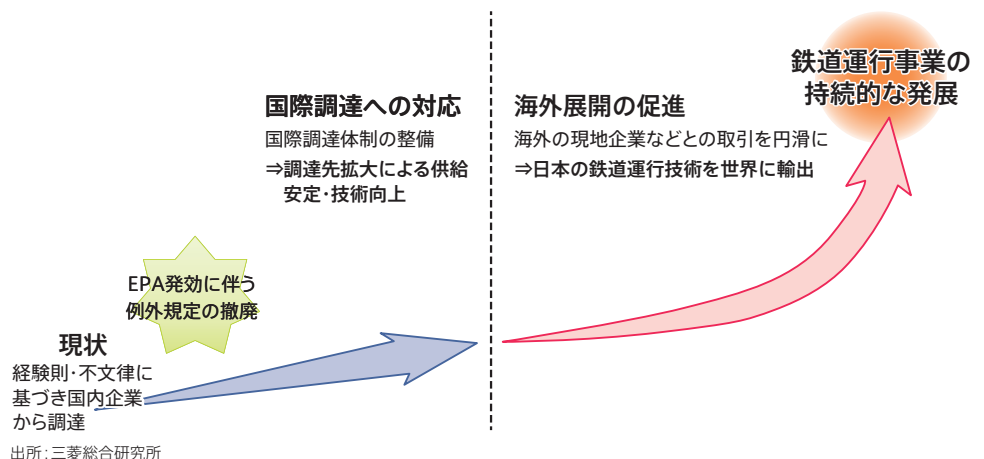 鉄道運行事業の
持続的な発展
国際調達への対応
国際調達体制の整備
⇒調達先拡大による供給
安定・技術向上
海外展開の促進
海外の現地企業などとの取引を円滑に
⇒日本の鉄道運行技術を世界に輸出
EPA発効に伴う
例外規定の撤廃
現状
経験則・不文律に
基づき国内企業
から調達
出所：三菱総合研究所